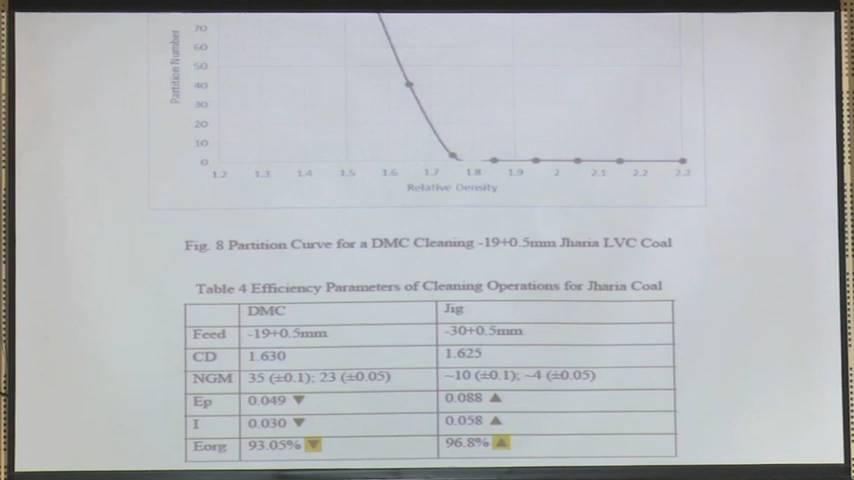 70
60
50
40
30
20
10
0
Partition Number
1.2 1.3 1.4 1.5 1.6 1.7 1.8 1.9 2 2.1 2.2 2.3
Relative Density
Fig. 8 Partition Curve for a DMC Cleaning -19+0.5mm Jharia LVC Coal
Table 4 Efficiency Parameters of Cleaning Operations for Jharia Coal
DMC Jig
Feed -19+0.5mm -30+0.5mm
CD 1.630 1.625
NGM 35 (±0.1); 23 (±0.05) ~10 (±0.1); ~4 (±0.05)
Ep 0.049 ▼ 0.088 ▲
I 0.030 ▼ 0.058 ▲
Eorg 93.05% ▼ 96.8% ▲